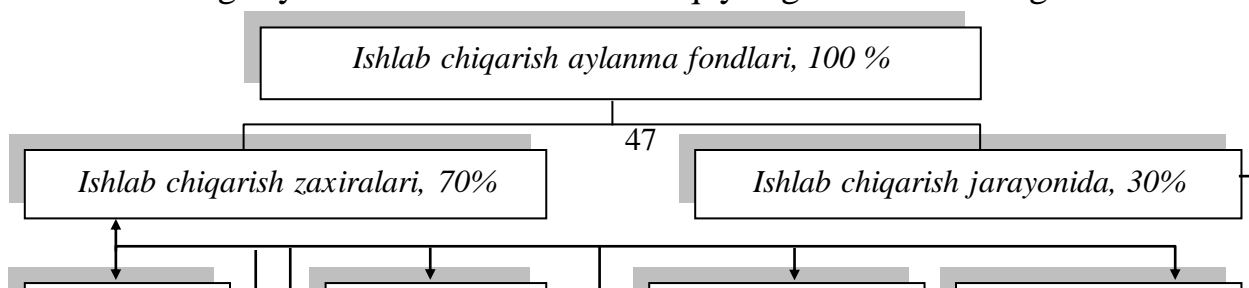 Ishlab chiqarish aylanma fondlari, 100 %
47
Ishlab chiqarish zaxiralari, 70%
Ishlab chiqarish jarayonida, 30%